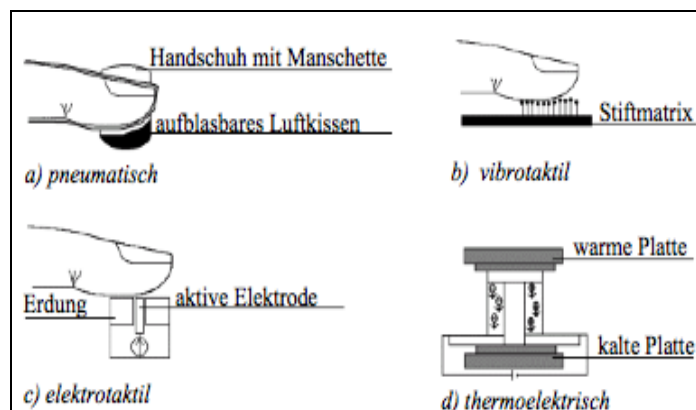 Handschuh mit Manschette
aufblasbares Luftkissen
a) pneumatisch
Stiftmatrix
b) vibrotaktil
Erdung
aktive Elektrode
c) elektrotaktil
warme Platte
kalte Platte
d) thermoelektrisch